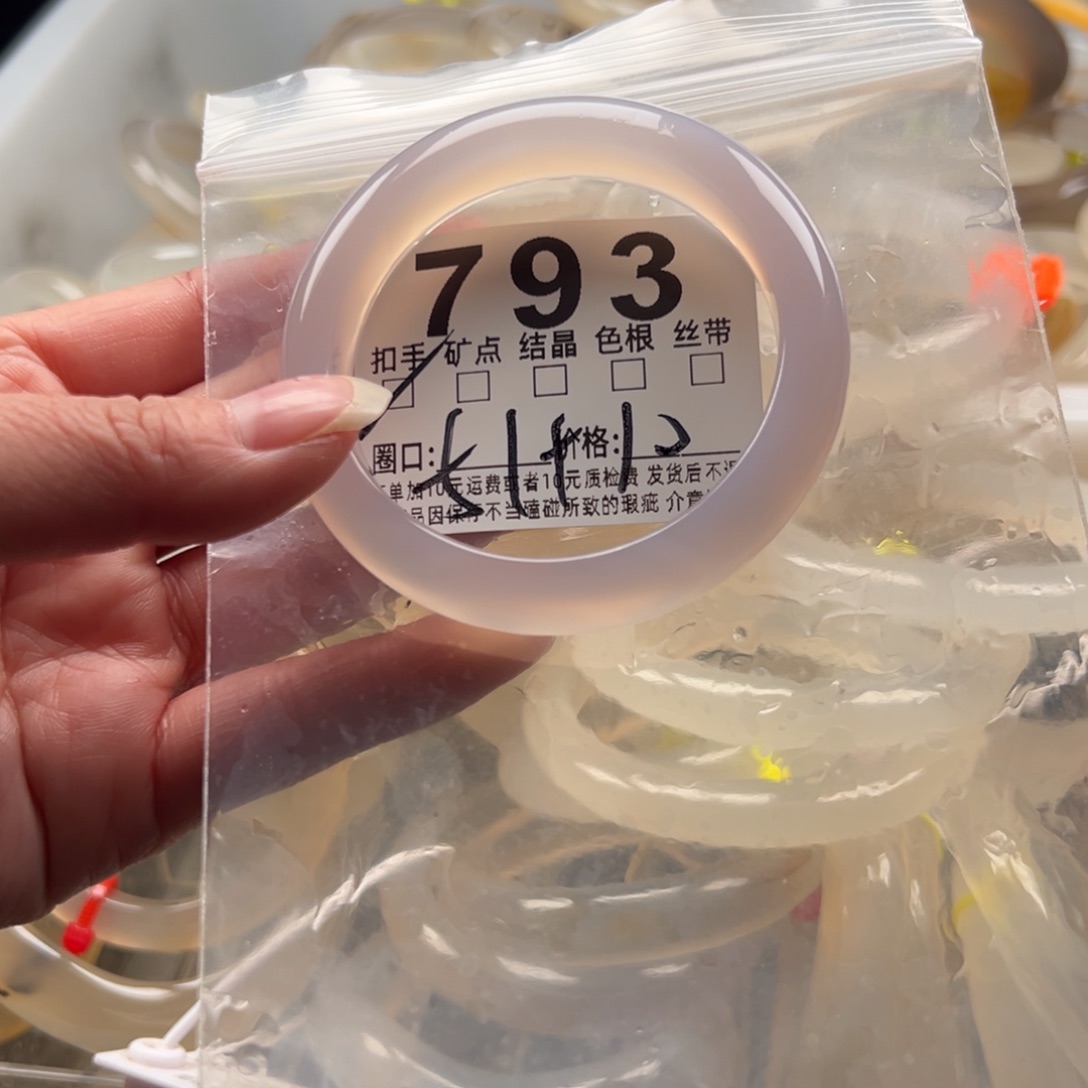 793
扣手 矿点 结晶 色根 丝带
圈口: 价格:
单加10元运费或者10元质检费 发货后不退
品因保存不当磕碰所致的瑕疵 介意